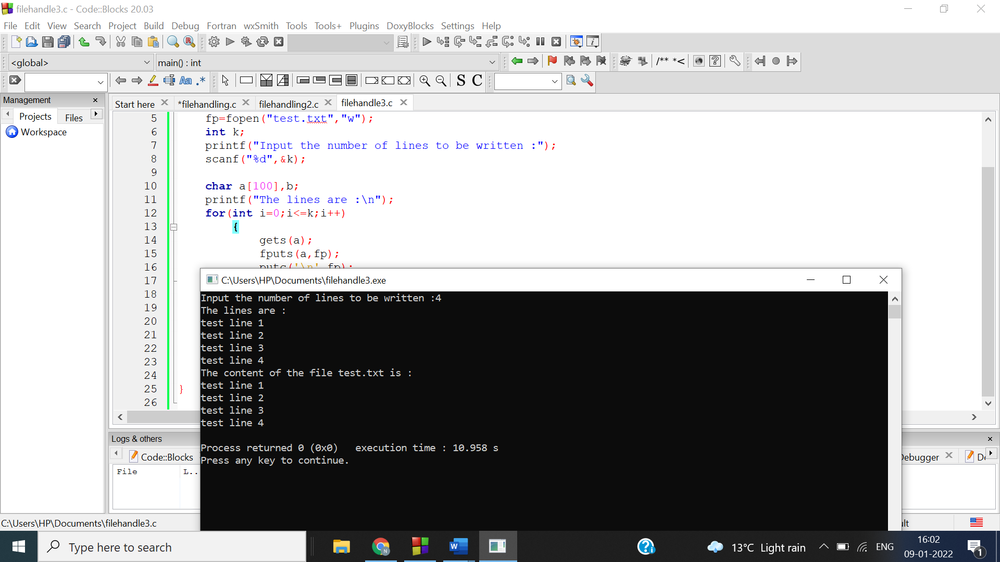 filehandle3.c - Code::Blocks 20.03
File Edit View Search Project Build Debug Fortran wxSmith Tools Tools+ Plugins DoxyBlocks Settings Help
<global> main() : int
/** *<
Aa .* S C
Management
Projects Files
Workspace
Start here *filehandling.c filehandling2.c filehandle3.c
5 fp=fopen("test.txt","w");
6 int k;
7 printf("Input the number of lines to be written :");
8 scanf("%d",&k);
9
10 char a[100],b;
11 printf("The lines are :\n");
12 for(int i=0;i<=k;i++)
13 {
14 gets(a);
15 fputs(a,fp);
16 putc('\n' fp);
17
18
19
20
21
22
23
24
25 }
26
C:\Users\HP\Documents\filehandle3.exe
Input the number of lines to be written :4
The lines are :
test line 1
test line 2
test line 3
test line 4
The content of the file test.txt is :
test line 1
test line 2
test line 3
test line 4
Process returned 0 (0x0) execution time : 10.958 s
Press any key to continue.
Logs & others
Code::Blocks
Debugger
File L..
C:\Users\HP\Documents\filehandle3.c
Type here to search
13°C Light rain
ENG
16:02
09-01-2022
1